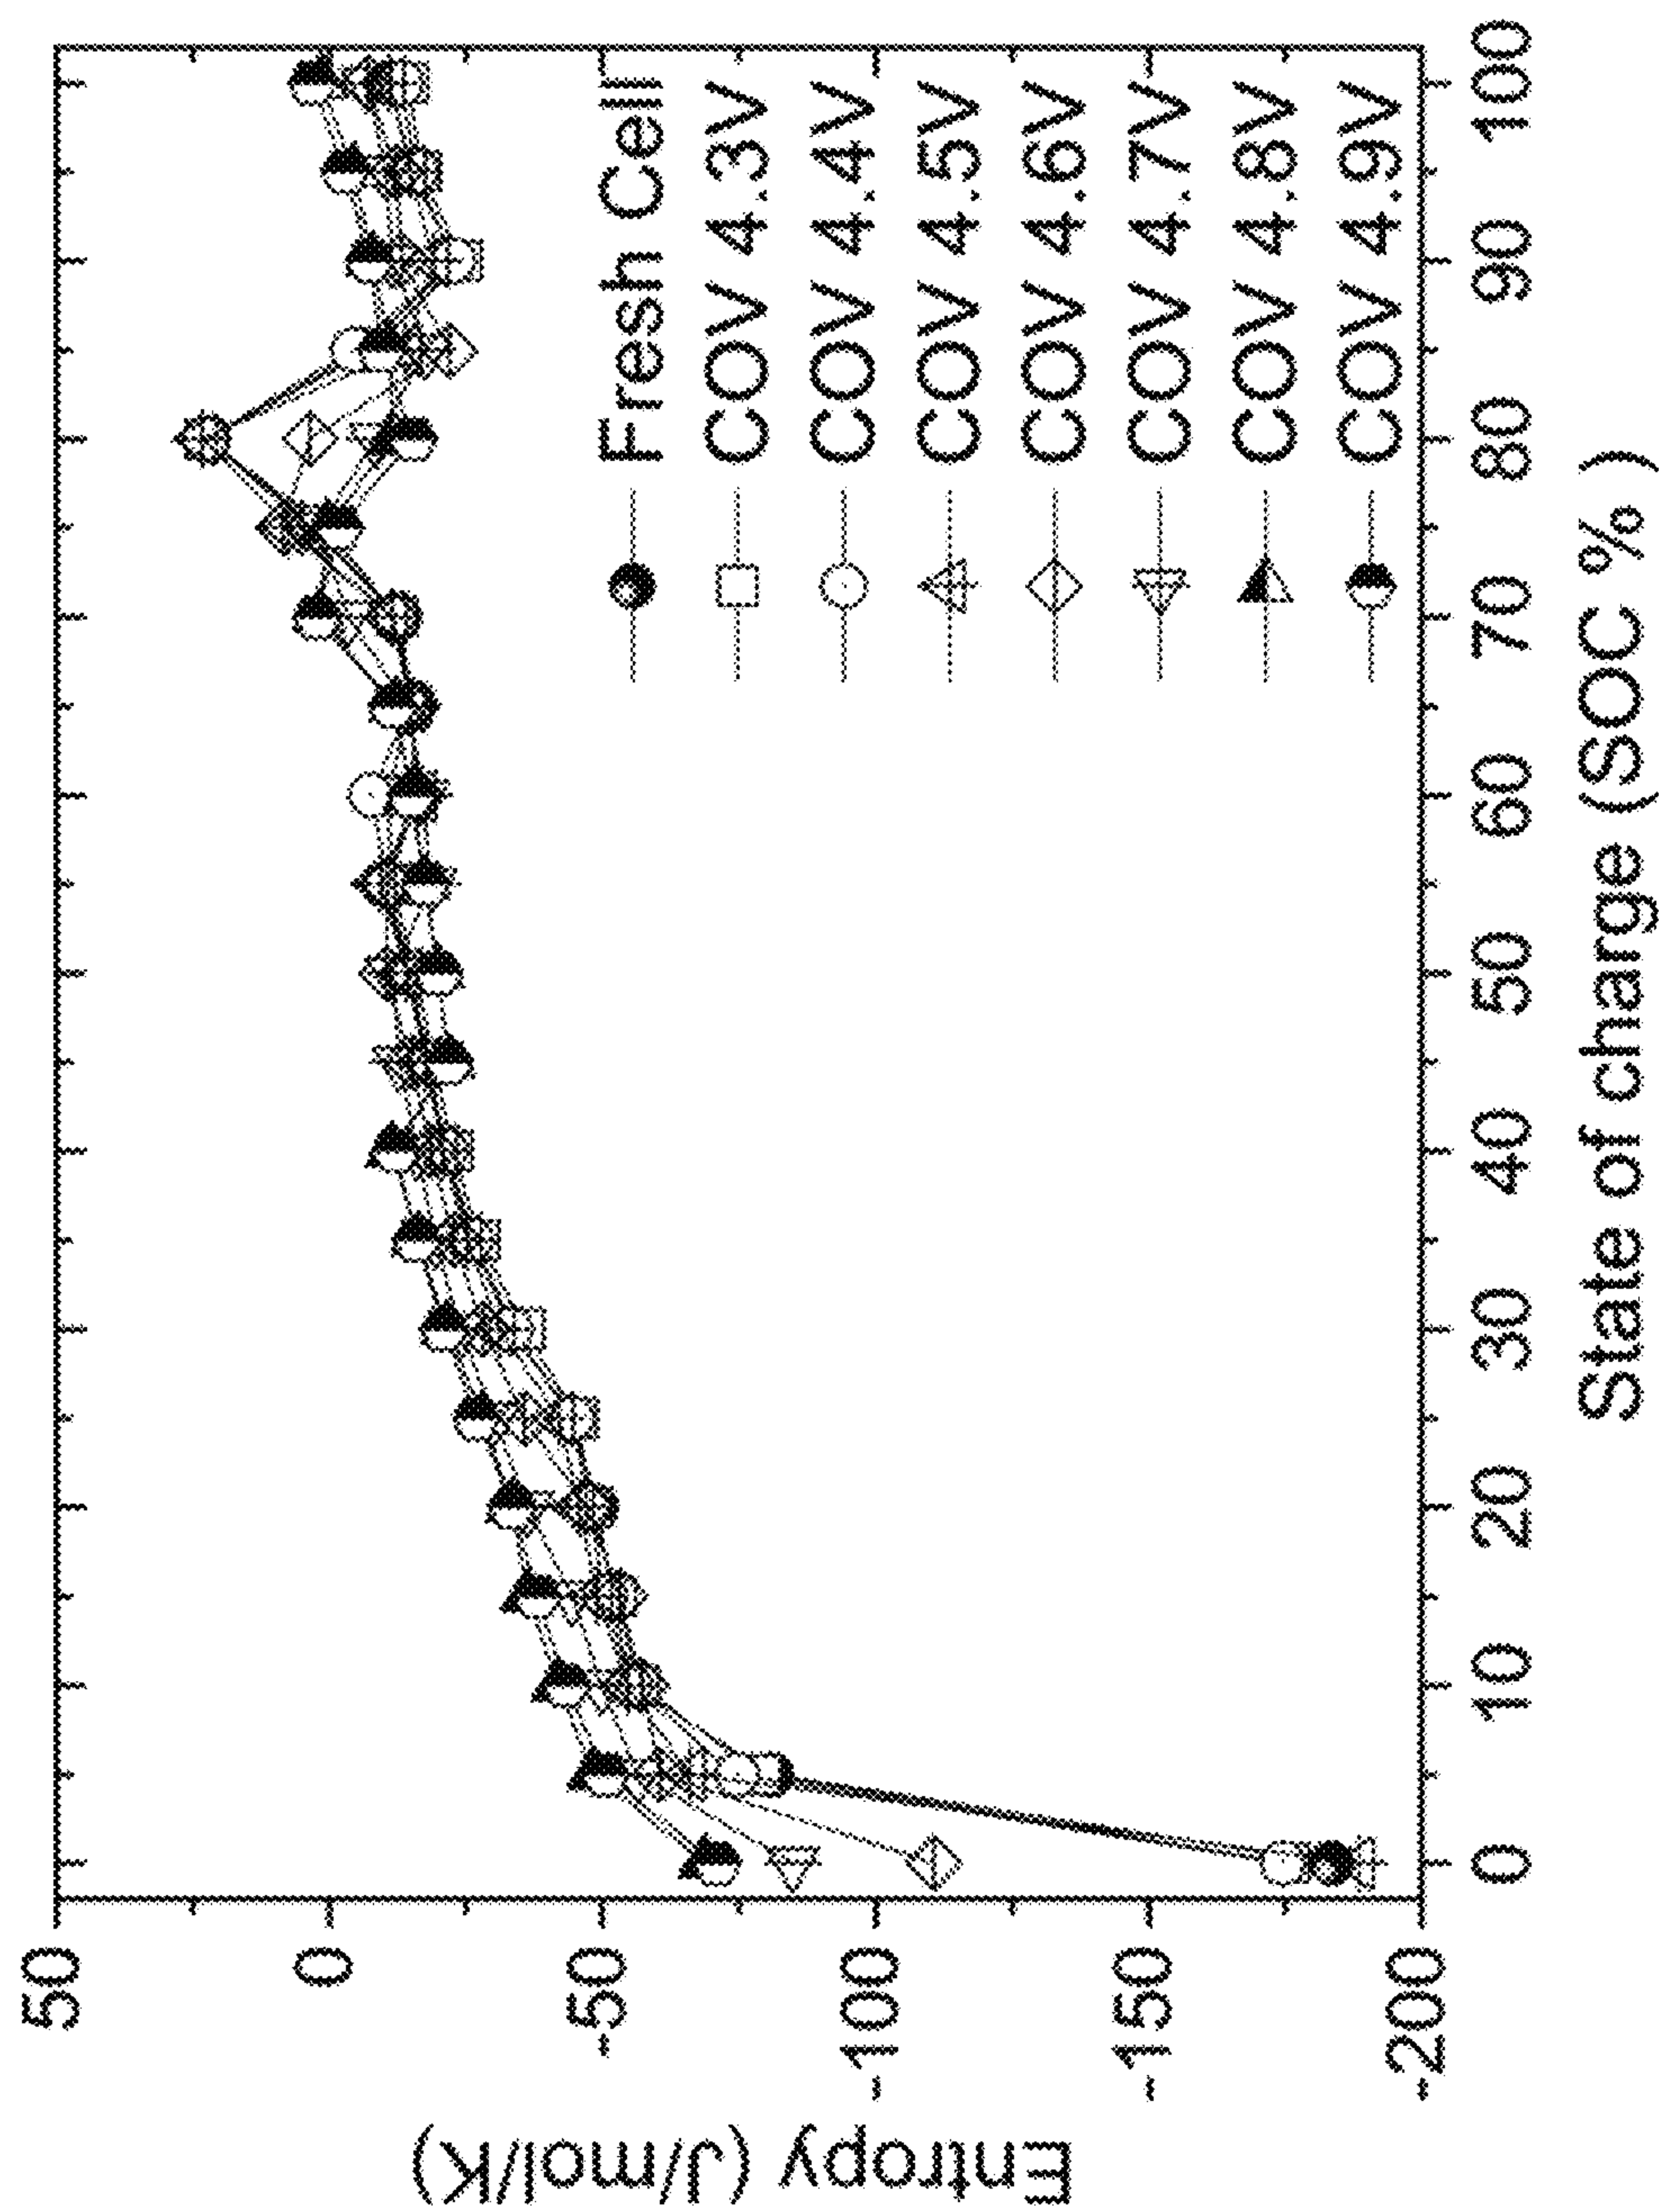 50
0
-50
-100
-150
-200
Entropy (J/mol/K)
Fresh Cell
COV 4.3V
COV 4.4V
COV 4.5V
COV 4.6V
COV 4.7V
COV 4.8V
COV 4.9V
0 10 20 30 40 50 60 70 80 90 100
State of charge (SOC % )